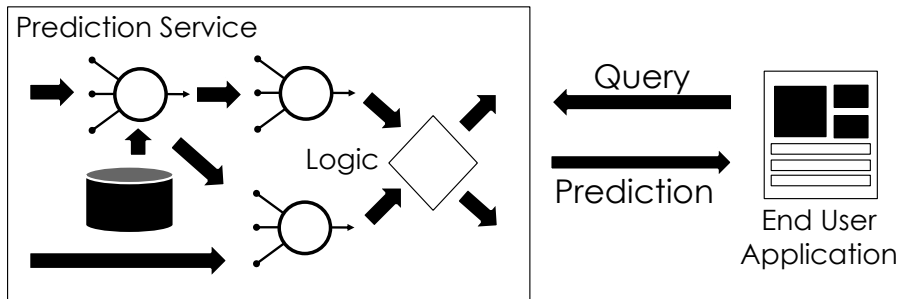 Prediction Service
Logic
Query
Prediction
End User
Application